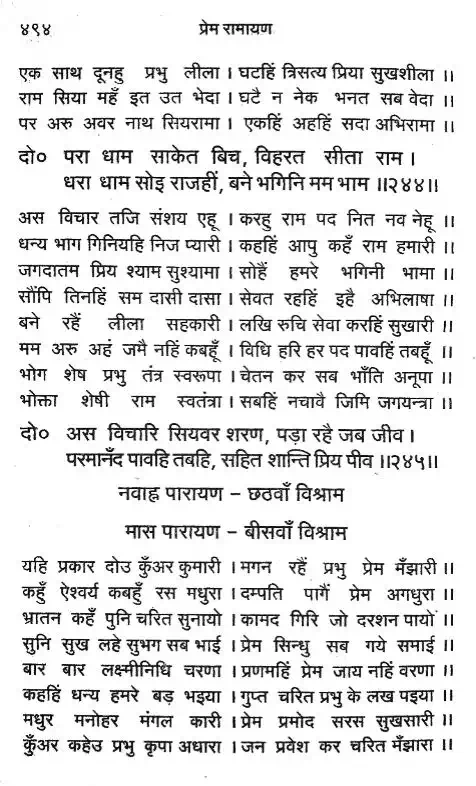 ४९४ प्रेम रामायण
एक साथ दूनहु प्रभु लीला । घटहिं त्रिसत्य प्रिया सुखशीला ।।
राम सिया महँ इत उत भेदा । घटै न नेक भनत सब वेदा ।।
पर अरु अवर नाथ सियरामा । एकहिं अहहिं सदा अभिरामा ।।
दो० परा धाम साकेत बिच, विहरत सीता राम ।
धरा धाम सोइ राजहीं, बने भगिनि मम भाम ।।२४४।।
अस विचार तजि संशय एहू । करहु राम पद नित नव नेहू ।।
धन्य भाग गिनियहि निज प्यारी । कहहिं आपु कहँ राम हमारी ।।
जगदातम प्रिय श्याम सुश्यामा । सोहैं हमरे भगिनी भामा ।।
सौंपि तिनहिं सम दासी दासा । सेवत रहहिं इहै अभिलाषा ।।
बने रहैं लीला सहकारी । लखि रुचि सेवा करहिं सुखारी ।।
मम अरु अहं जमै नहिं कबहूँ । विधि हरि हर पद पावहिं तबहूँ ।।
भोग शेष प्रभु तंत्र स्वरूपा । चेतन कर सब भाँति अनूपा ।।
भोक्ता शेषी राम स्वतंत्रा । सबहिं नचावै जिमि जगयन्त्रा ।।
दो० अस विचारि सियवर शरण, पड़ा रहै जब जीव ।
परमानँद पावहि तबहि, सहित शान्ति प्रिय पीव ।।२४५।।
नवाह्न पारायण – छठवाँ विश्राम
मास पारायण – बीसवाँ विश्राम
यहि प्रकार दोउ कुँअर कुमारी । मगन रहैं प्रभु प्रेम मँझारी ।।
कहुँ ऐश्वर्य कबहुँ रस मधुरा । दम्पति पागैं प्रेम अगधुरा ।।
भ्रातन कहँ पुनि चरित सुनायो । कामद गिरि जो दरशन पायो ।।
सुनि सुख लहे सुभग सब भाई । प्रेम सिन्धु सब गये समाई ।।
बार बार लक्ष्मीनिधि चरणा । प्रणमहिं प्रेम जाय नहिं वरणा ।।
कहहिं धन्य हमरे बड़ भइया । गुप्त चरित प्रभु के लख पइया ।।
मधुर मनोहर मंगल कारी । प्रेम प्रमोद सरस सुखसारी ।।
कुँअर कहेउ प्रभु कृपा अधारा । जन प्रवेश कर चरित मँझारा ।।